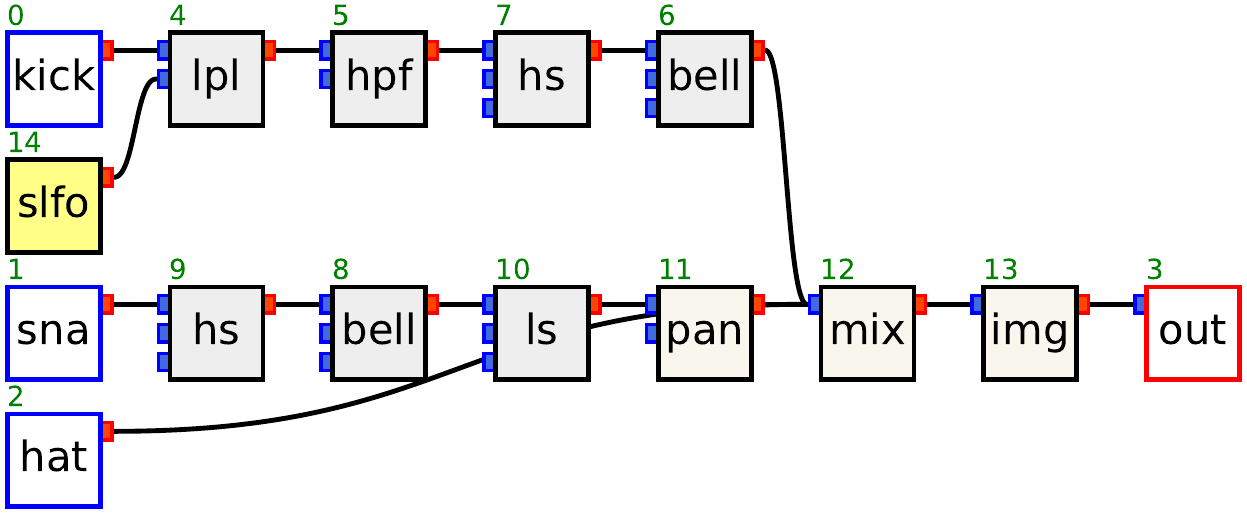 0 4 5 7 6
kick lpl hpf hs bell
14
slfo
1 9 8 10 11 12 13 3
sna hs bell ls pan mix img out
2
hat